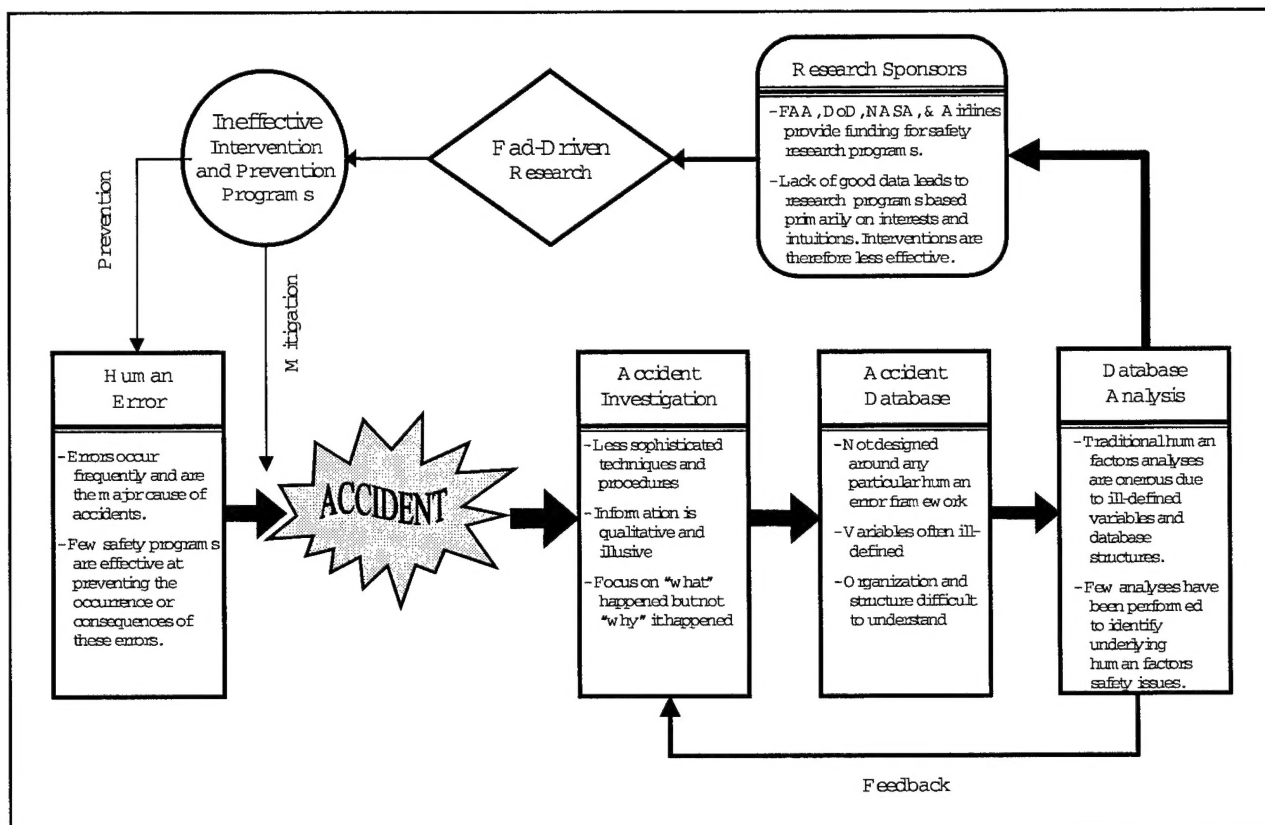 Research Sponsors
-FAA, DoD, NASA, & Airlines
provide funding for safety
research programs.
-Lack of good data leads to
research programs based
primarily on interests and
intuitions. Interventions are
therefore less effective.
Fad-Driven
Research
Ineffective
Intervention
and Prevention
Programs
Prevention
Mitigation
Human
Error
-Errors occur
frequently and are
the major cause of
accidents.
-Few safety programs
are effective at
preventing the
occurrence or
consequences of
these errors.
ACCIDENT
Accident
Investigation
-Less sophisticated
techniques and
procedures
-Information is
qualitative and
illusive
-Focus on "what"
happened but not
"why" it happened
Accident
Database
-Not designed
around any
particular human
error framework
-Variables often ill-
defined
-Organization and
structure difficult
to understand
Database
Analysis
-Traditional human
factors analyses
are onerous due
to ill-defined
variables and
database
structures.
-Few analyses have
been performed
to identify
underlying
human factors
safety issues.
Feedback